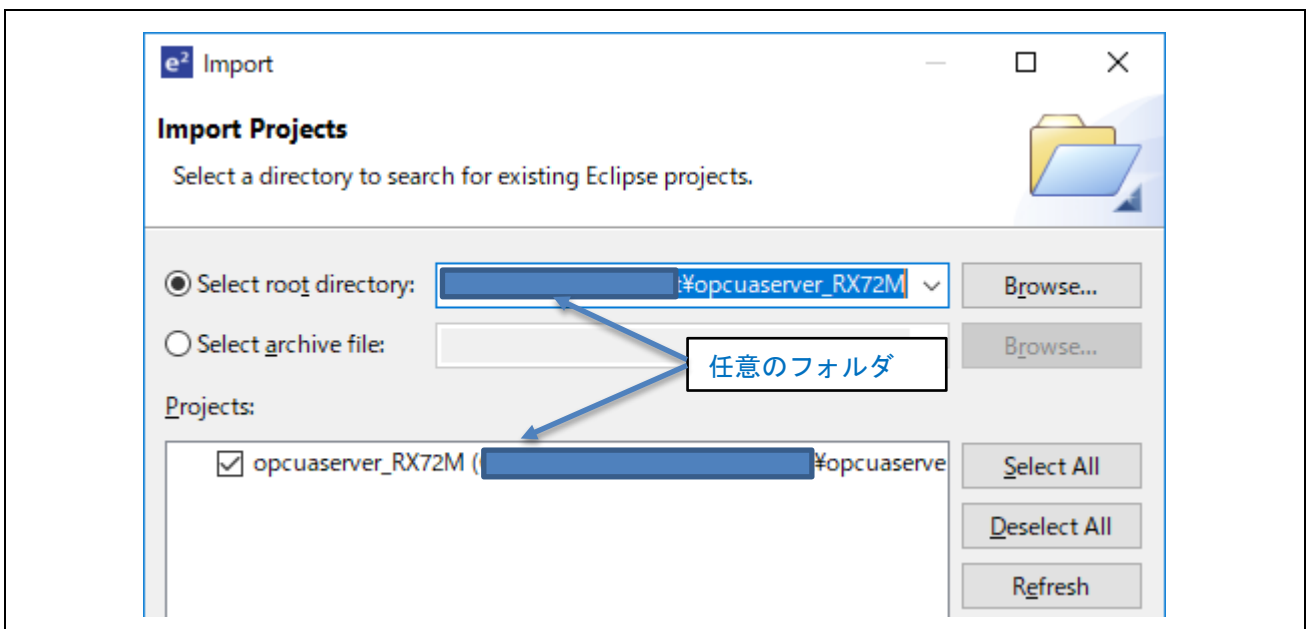 e² Import
Import Projects
Select a directory to search for existing Eclipse projects.
Select root directory:
¥opcuaserver_RX72M
Browse...
Select archive file:
Browse...
任意のフォルダ
Projects:
opcuaserver_RX72M (
¥opcuaserve
Select All
Deselect All
Refresh